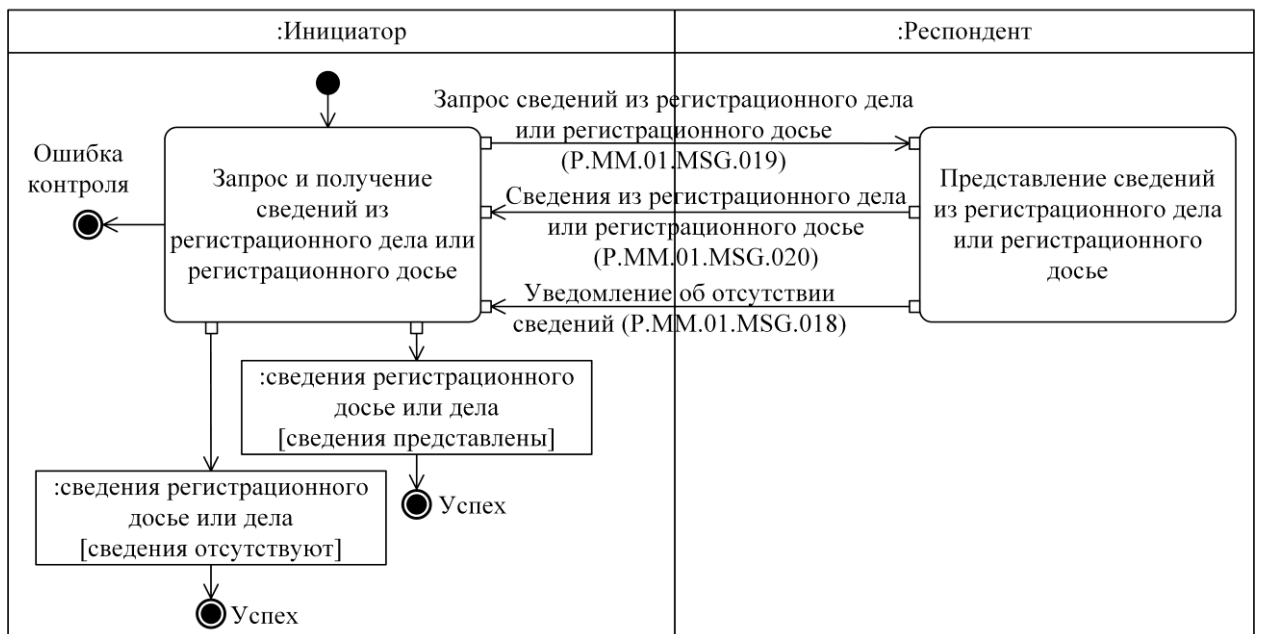 :Инициатор
:Респондент
Запрос сведений из регистрационного дела
или регистрационного досье
(P.MM.01.MSG.019)
Ошибка
контроля
Запрос и получение
сведений из
регистрационного дела или
регистрационного досье
Сведения из регистрационного дела
или регистрационного досье
(P.MM.01.MSG.020)
Представление сведений
из регистрационного дела
или регистрационного
досье
Уведомление об отсутствии
сведений (P.MM.01.MSG.018)
:сведения регистрационного
досье или дела
[сведения представлены]
Успех
:сведения регистрационного
досье или дела
[сведения отсутствуют]
Успех